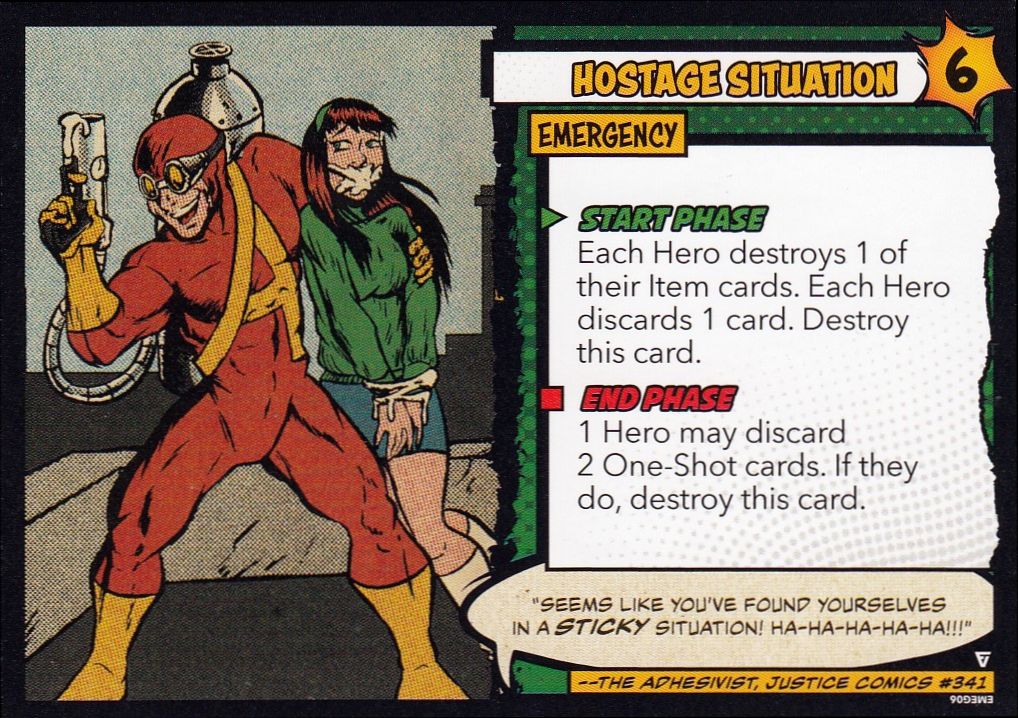 HOSTAGE SITUATION
6
EMERGENCY
START PHASE
Each Hero destroys 1 of
their Item cards. Each Hero
discards 1 card. Destroy
this card.
END PHASE
1 Hero may discard
2 One-Shot cards. If they
do, destroy this card.
"SEEMS LIKE YOU'VE FOUND YOURSELVES
IN A STICKY SITUATION! HA-HA-HA-HA-HA!!!"
--THE ADHESIVIST, JUSTICE COMICS #341
EMEG06